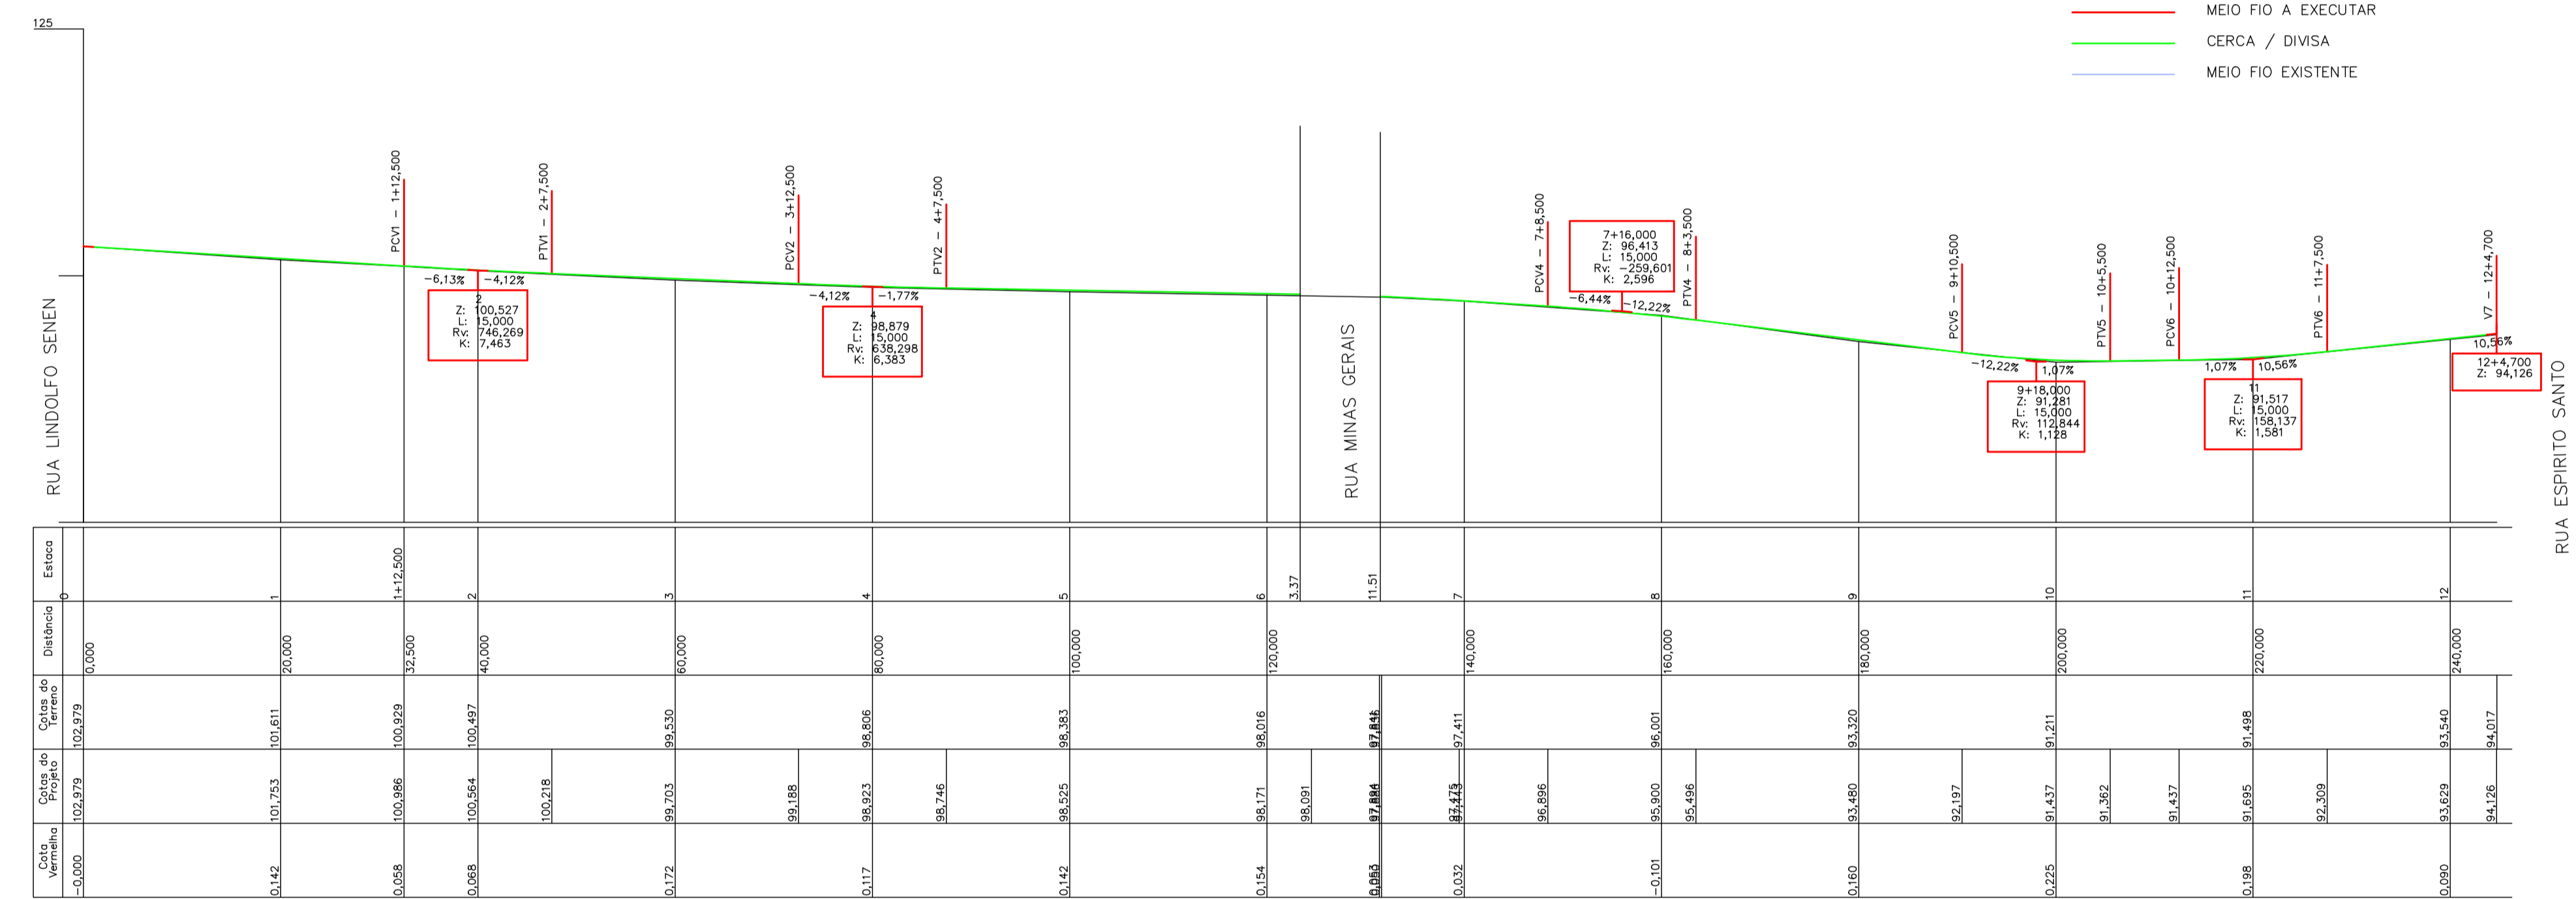 125
MEIO FIO A EXECUTAR
CERCA / DIVISA
MEIO FIO EXISTENTE
RUA LINDOLFO SENEN
PCV1 - 1+12,500
-6,13%
-4,12%
2
Z: 100,527
L: 15,000
Rv: 746,269
K: 7,463
PTV1 - 2+7,500
PCV2 - 3+12,500
-4,12%
-1,77%
4
Z: 98,879
L: 15,000
Rv: 638,298
K: 6,383
PTV2 - 4+7,500
RUA MINAS GERAIS
PCV4 - 7+8,500
7+16,000
Z: 96,413
L: 15,000
Rv: -259,601
K: 2,596
-6,44%
-12,22%
PTV4 - 8+3,500
PCV5 - 9+10,500
-12,22%
1,07%
9+18,000
Z: 91,281
L: 15,000
Rv: 112,844
K: 1,128
PTV5 - 10+5,500
PCV6 - 10+12,500
1,07%
10,56%
11
Z: 91,517
L: 15,000
Rv: 158,137
K: 1,581
PTV6 - 11+7,500
V7 - 12+4,700
10,56%
12+4,700
Z: 94,126
RUA ESPIRITO SANTO
Estaca
0 1 1+12,500 2 3 4 5 6 3.37 11.51 7 8 9 10 11 12
Distância
0,000 20,000 32,5000 40,000 60,000 80,000 100,000 120,000 140,000 160,000 180,000 200,000 220,000 240,000
Cotas do
Terreno
102,979 101,611 100,929 100,497 99,530 98,806 98,383 98,016 97,411 96,001 93,320 91,211 91,498 93,540 94,017
Cotas do
Projeto
102,979 101,753 100,986 100,564 100,218 99,703 99,188 98,923 98,746 98,525 98,171 98,091 96,896 95,900 95,496 93,480 92,197 91,437 91,362 91,437 91,695 92,309 93,629 94,126
Cota
Vermelha
-0,000 0,142 0,058 0,068 0,172 0,117 0,142 0,154 0,032 -0,101 0,160 0,225 0,198 0,090